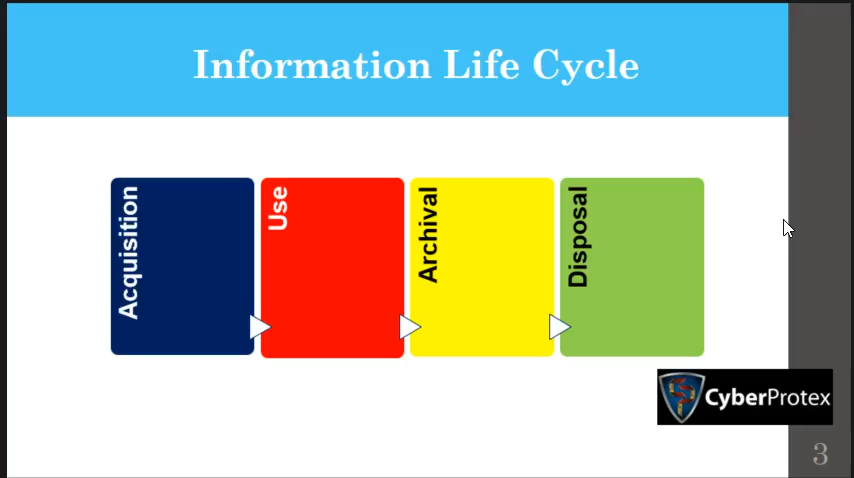 Information Life Cycle
Acquisition
Use
Archival
Disposal
CyberProtex
3